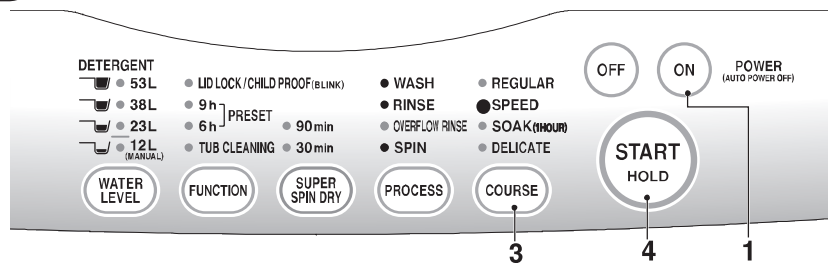 DETERGENT
53L
38L
23L
12L
(MANUAL)
WATER
LEVEL
LID LOCK / CHILD PROOF (BLINK)
9h
6h
PRESET
TUB CLEANING
FUNCTION
90min
30min
SUPER
SPIN DRY
WASH
RINSE
OVERFLOW RINSE
SPIN
PROCESS
REGULAR
SPEED
SOAK(1HOUR)
DELICATE
COURSE
3
OFF
ON
POWER
(AUTO POWER OFF)
START
HOLD
4
1